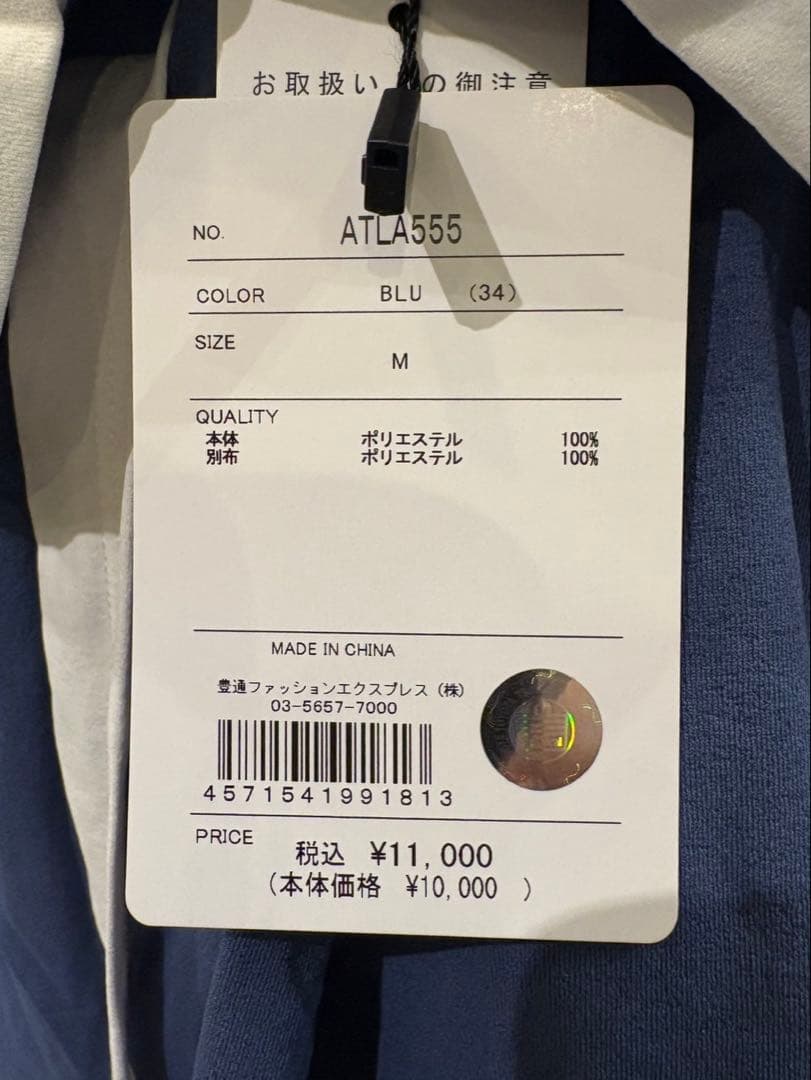 お取扱い の御注意
NO. ATLA555
COLOR BLU (34)
SIZE M
QUALITY
本体 ポリエステル 100%
別布 ポリエステル 100%
MADE IN CHINA
豊通ファッションエクスプレス（株）
03-5657-7000
4571541991813
PRICE 税込 ¥11,000
（本体価格 ¥10,000 ）